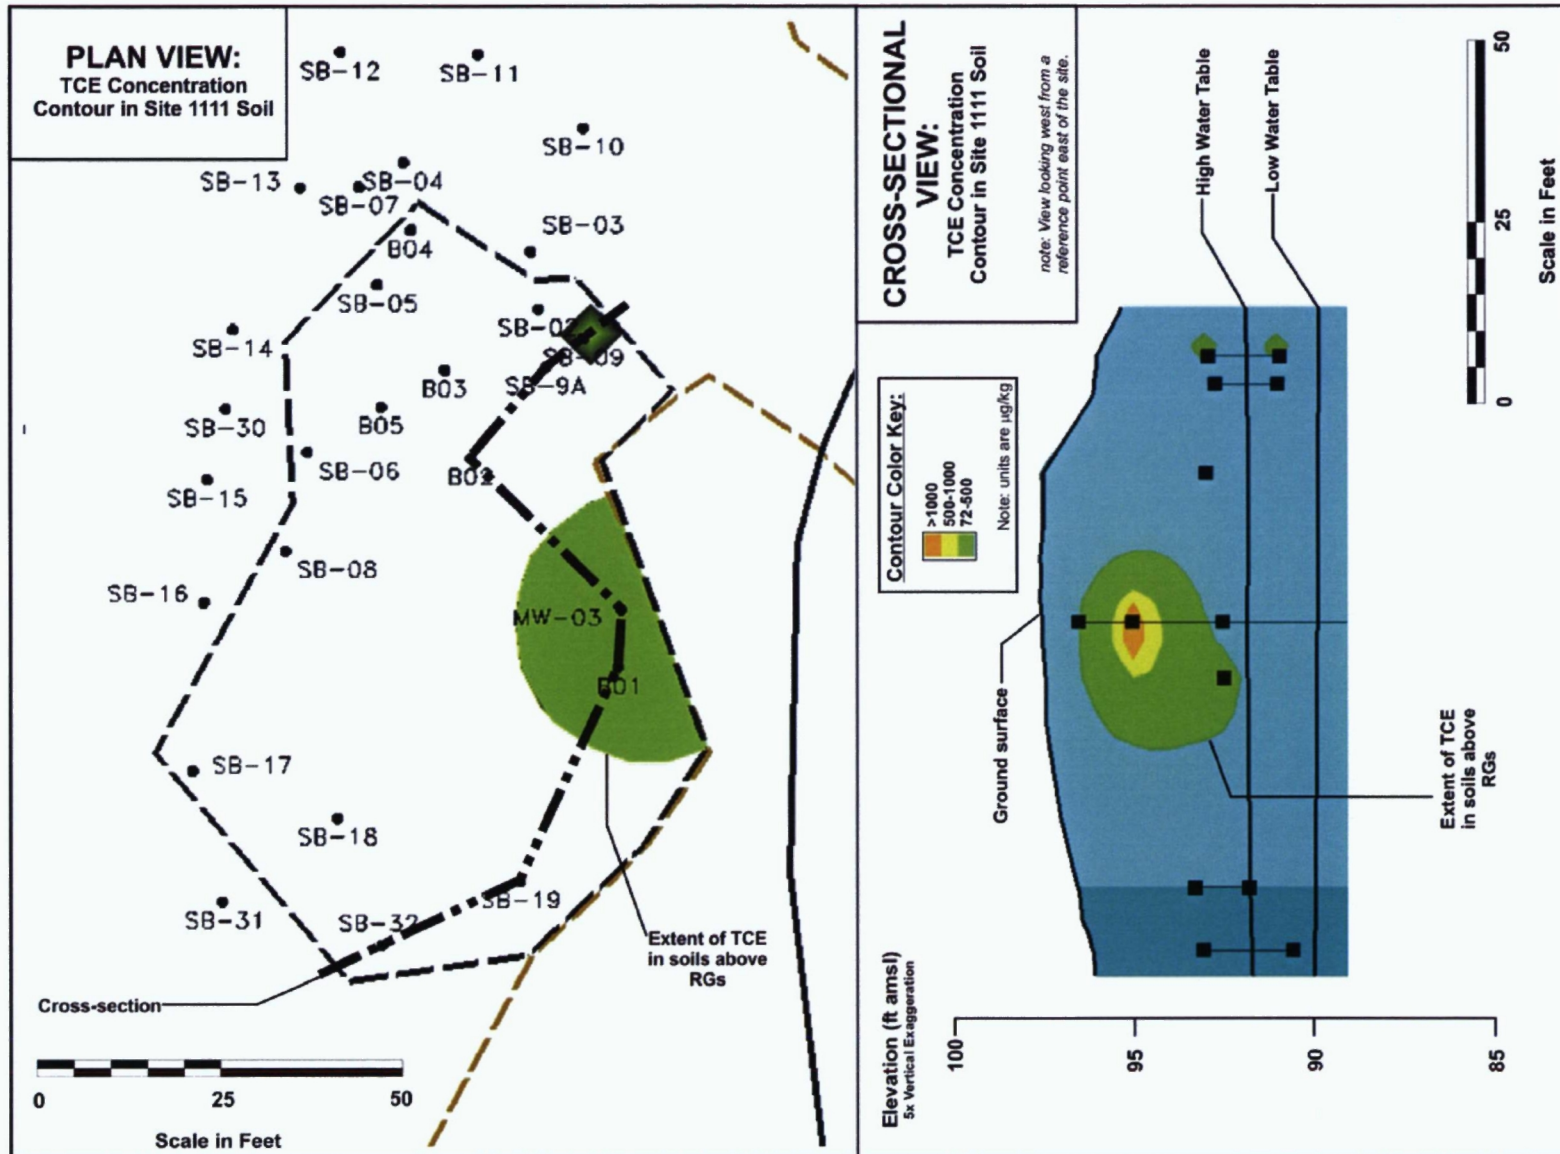 PLAN VIEW:
TCE Concentration
Contour in Site 1111 Soil
SB-12
SB-11
SB-10
SB-13
SB-04
SB-07
SB-03
B04
SB-05
SB-02
SB-14
SB-09
SB-9A
B03
SB-30
B05
SB-06
B02
SB-15
SB-08
SB-16
MW-03
B01
SB-17
SB-18
SB-19
SB-31
SB-32
Extent of TCE
in soils above
RGs
Cross-section
0 25 50
Scale in Feet
CROSS-SECTIONAL
VIEW:
TCE Concentration
Contour in Site 1111 Soil
note: View looking west from a
reference point east of the site.
High Water Table
Low Water Table
0 25 50
Scale in Feet
Contour Color Key:
>1000
500-1000
72-500
Note: units are µg/kg
Ground surface
Extent of TCE
in soils above
RGs
Elevation (ft amsl)
5x Vertical Exaggeration
100
95
90
85